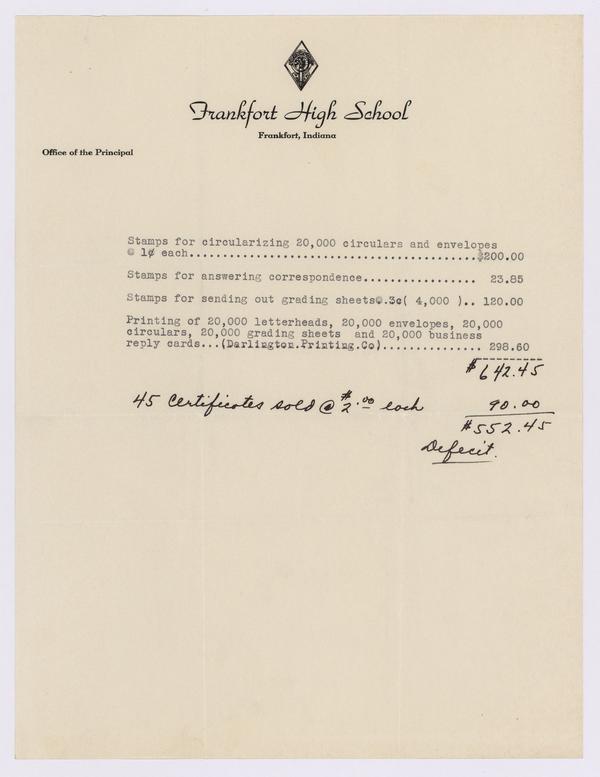 Frankfort High School
Frankfort, Indiana
Office of the Principal
Stamps for circularizing 20,000 circulars and envelopes
@ 1¢ each...........................................$200.00
Stamps for answering correspondence................ 23.85
Stamps for sending out grading sheets@.3c( 4,000 ).. 120.00
Printing of 20,000 letterheads, 20,000 envelopes, 20,000
circulars, 20,000 grading sheets and 20,000 business
reply cards...(Darlington.Printing.Co)............... 298.60
$642.45
45 Certificates sold @ $2.00 each 90.00
$552.45
Defecit.